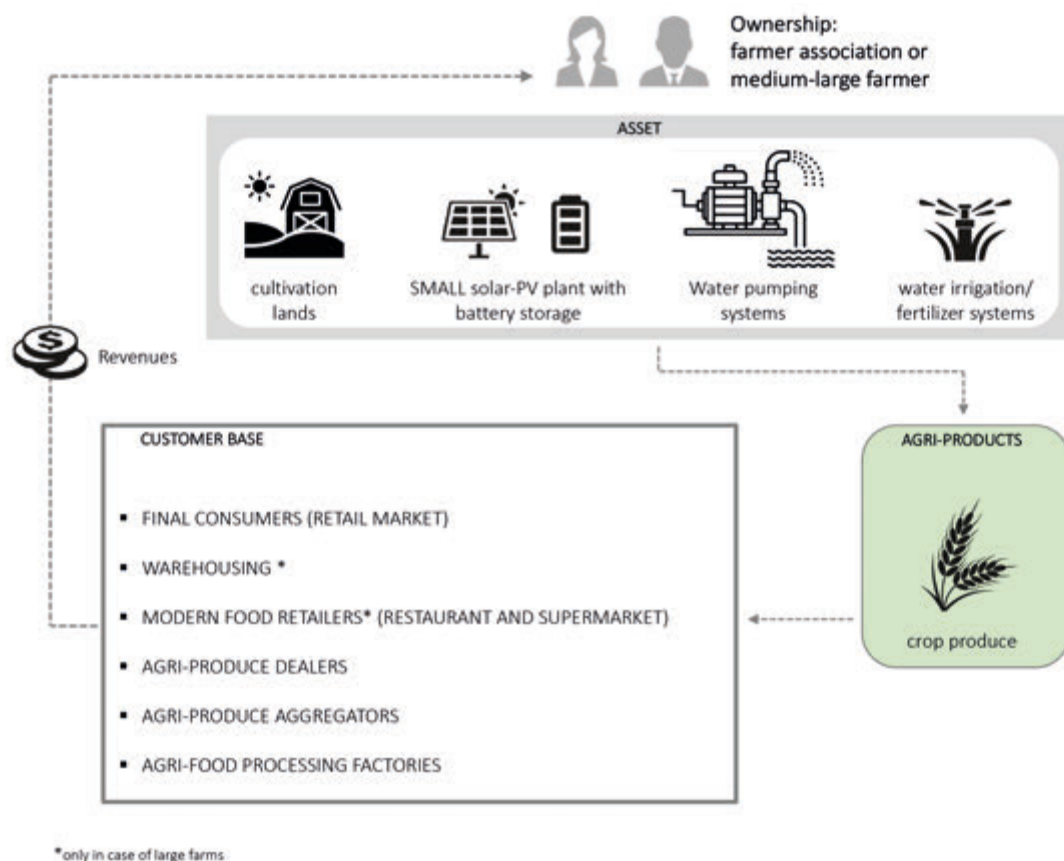 Ownership:
farmer association or
medium-large farmer
ASSET
cultivation
lands
SMALL solar-PV plant with
battery storage
Water pumping
systems
water irrigation/
fertilizer systems
$
Revenues
CUSTOMER BASE
▪ FINAL CONSUMERS (RETAIL MARKET)
▪ WAREHOUSING *
▪ MODERN FOOD RETAILERS* (RESTAURANT AND SUPERMARKET)
▪ AGRI-PRODUCE DEALERS
▪ AGRI-PRODUCE AGGREGATORS
▪ AGRI-FOOD PROCESSING FACTORIES
AGRI-PRODUCTS
crop produce
*only in case of large farms